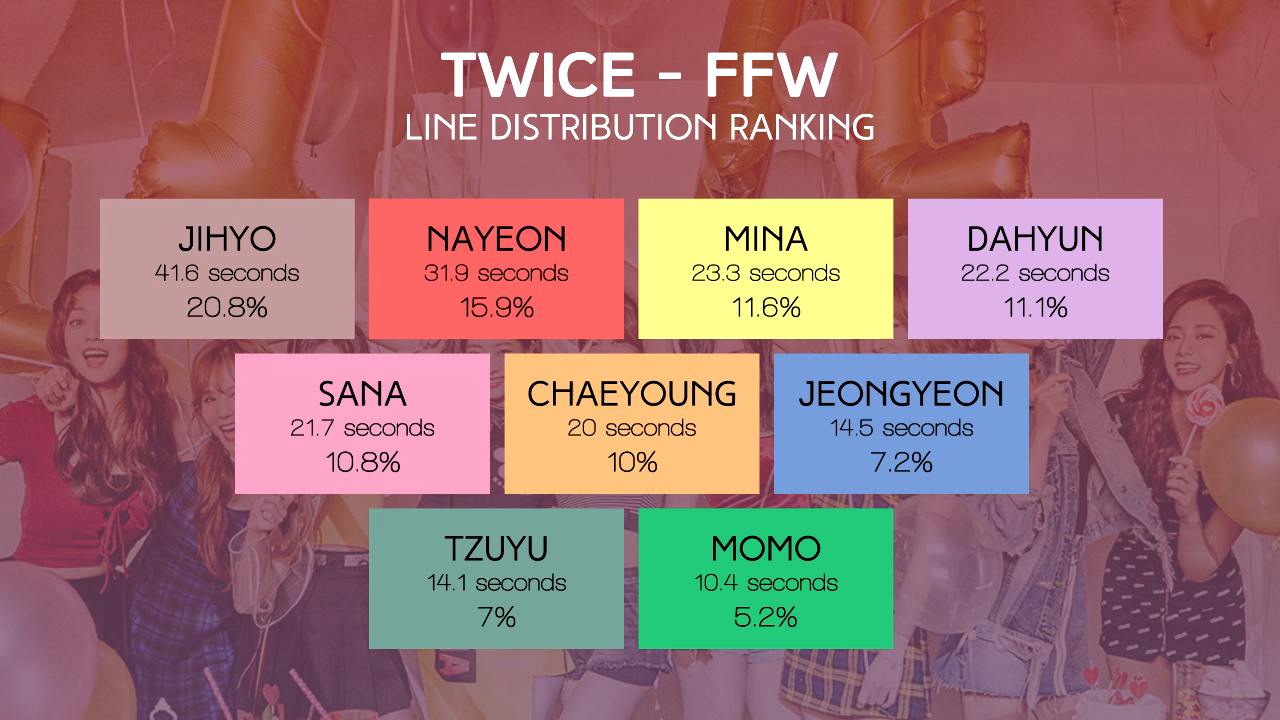 TWICE - FFW
LINE DISTRIBUTION RANKING
JIHYO
41.6 seconds
20.8%
NAYEON
31.9 seconds
15.9%
MINA
23.3 seconds
11.6%
DAHYUN
22.2 seconds
11.1%
SANA
21.7 seconds
10.8%
CHAEYOUNG
20 seconds
10%
JEONGYEON
14.5 seconds
7.2%
TZUYU
14.1 seconds
7%
MOMO
10.4 seconds
5.2%